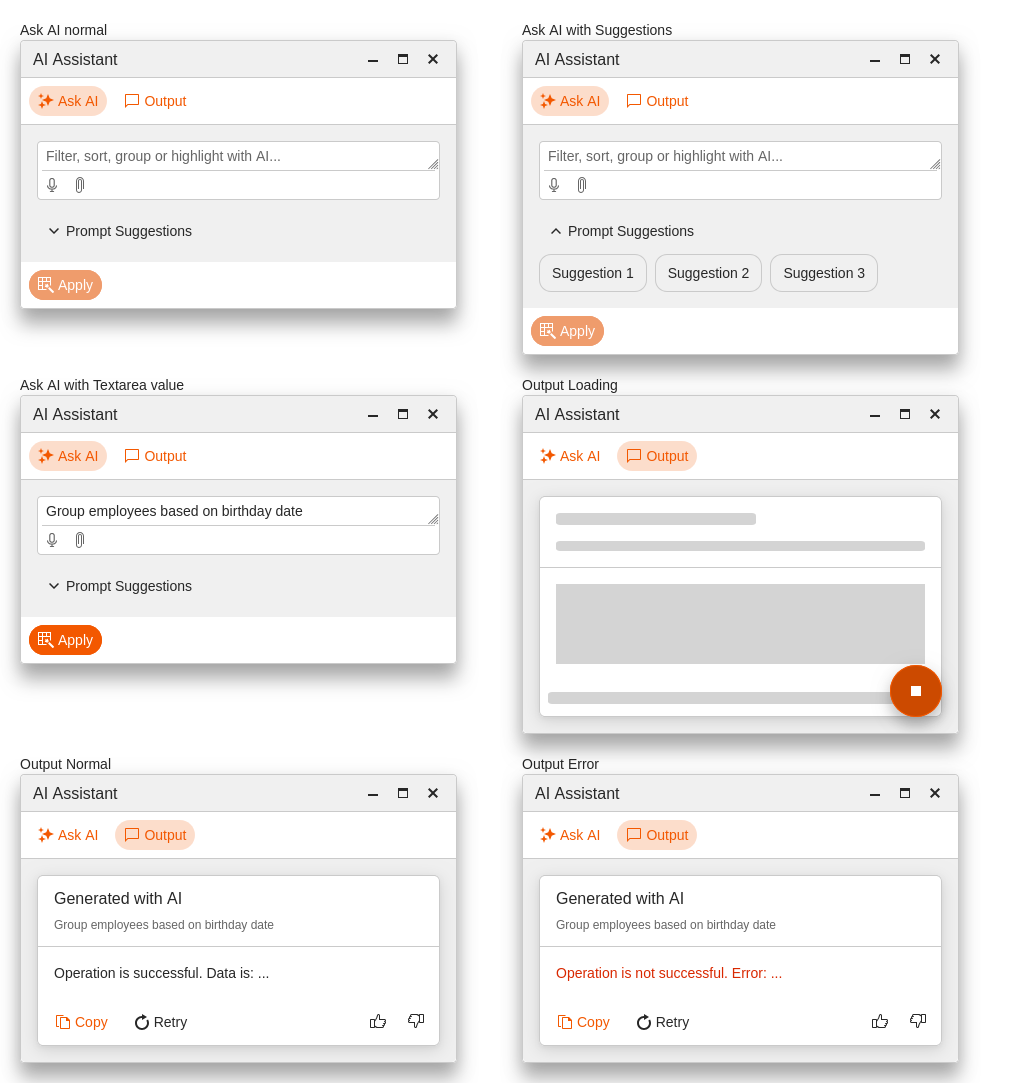 Ask AI normal
AI Assistant
Ask AI Output
Filter, sort, group or highlight with AI...
Prompt Suggestions
Apply
Ask AI with Suggestions
AI Assistant
Ask AI Output
Filter, sort, group or highlight with AI...
Prompt Suggestions
Suggestion 1 Suggestion 2 Suggestion 3
Apply
Ask AI with Textarea value
AI Assistant
Ask AI Output
Group employees based on birthday date
Prompt Suggestions
Apply
Output Loading
AI Assistant
Ask AI Output
Output Normal
AI Assistant
Ask AI Output
Generated with AI
Group employees based on birthday date
Operation is successful. Data is: ...
Copy Retry
Output Error
AI Assistant
Ask AI Output
Generated with AI
Group employees based on birthday date
Operation is not successful. Error: ...
Copy Retry